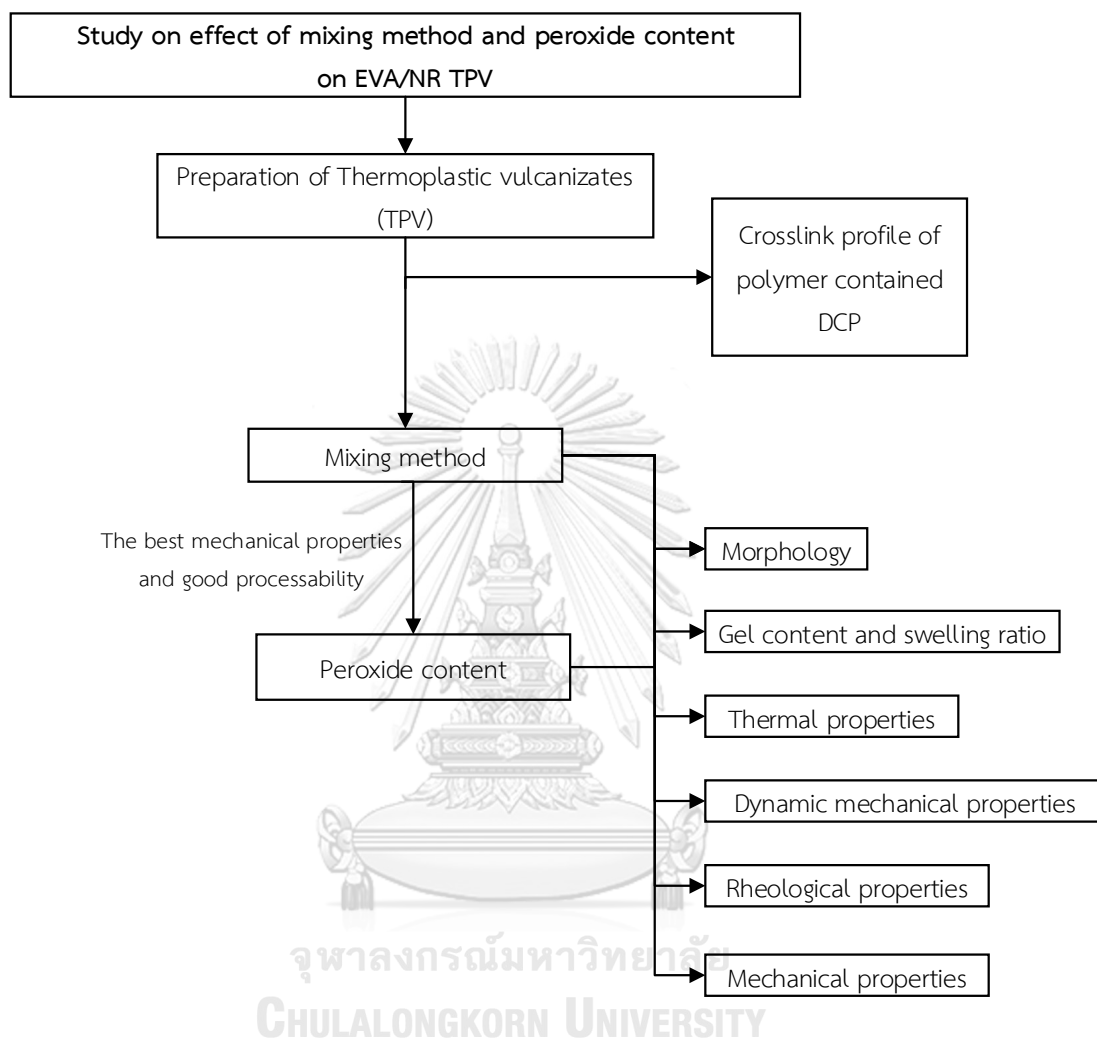 Study on effect of mixing method and peroxide content
on EVA/NR TPV
Preparation of Thermoplastic vulcanizates
(TPV)
Crosslink profile of
polymer contained
DCP
Mixing method
The best mechanical properties
and good processability
Morphology
Gel content and swelling ratio
Peroxide content
Thermal properties
Dynamic mechanical properties
Rheological properties
Mechanical properties
จุฬาลงกรณ์มหาวิทยาลัย
CHULALONGKORN UNIVERSITY